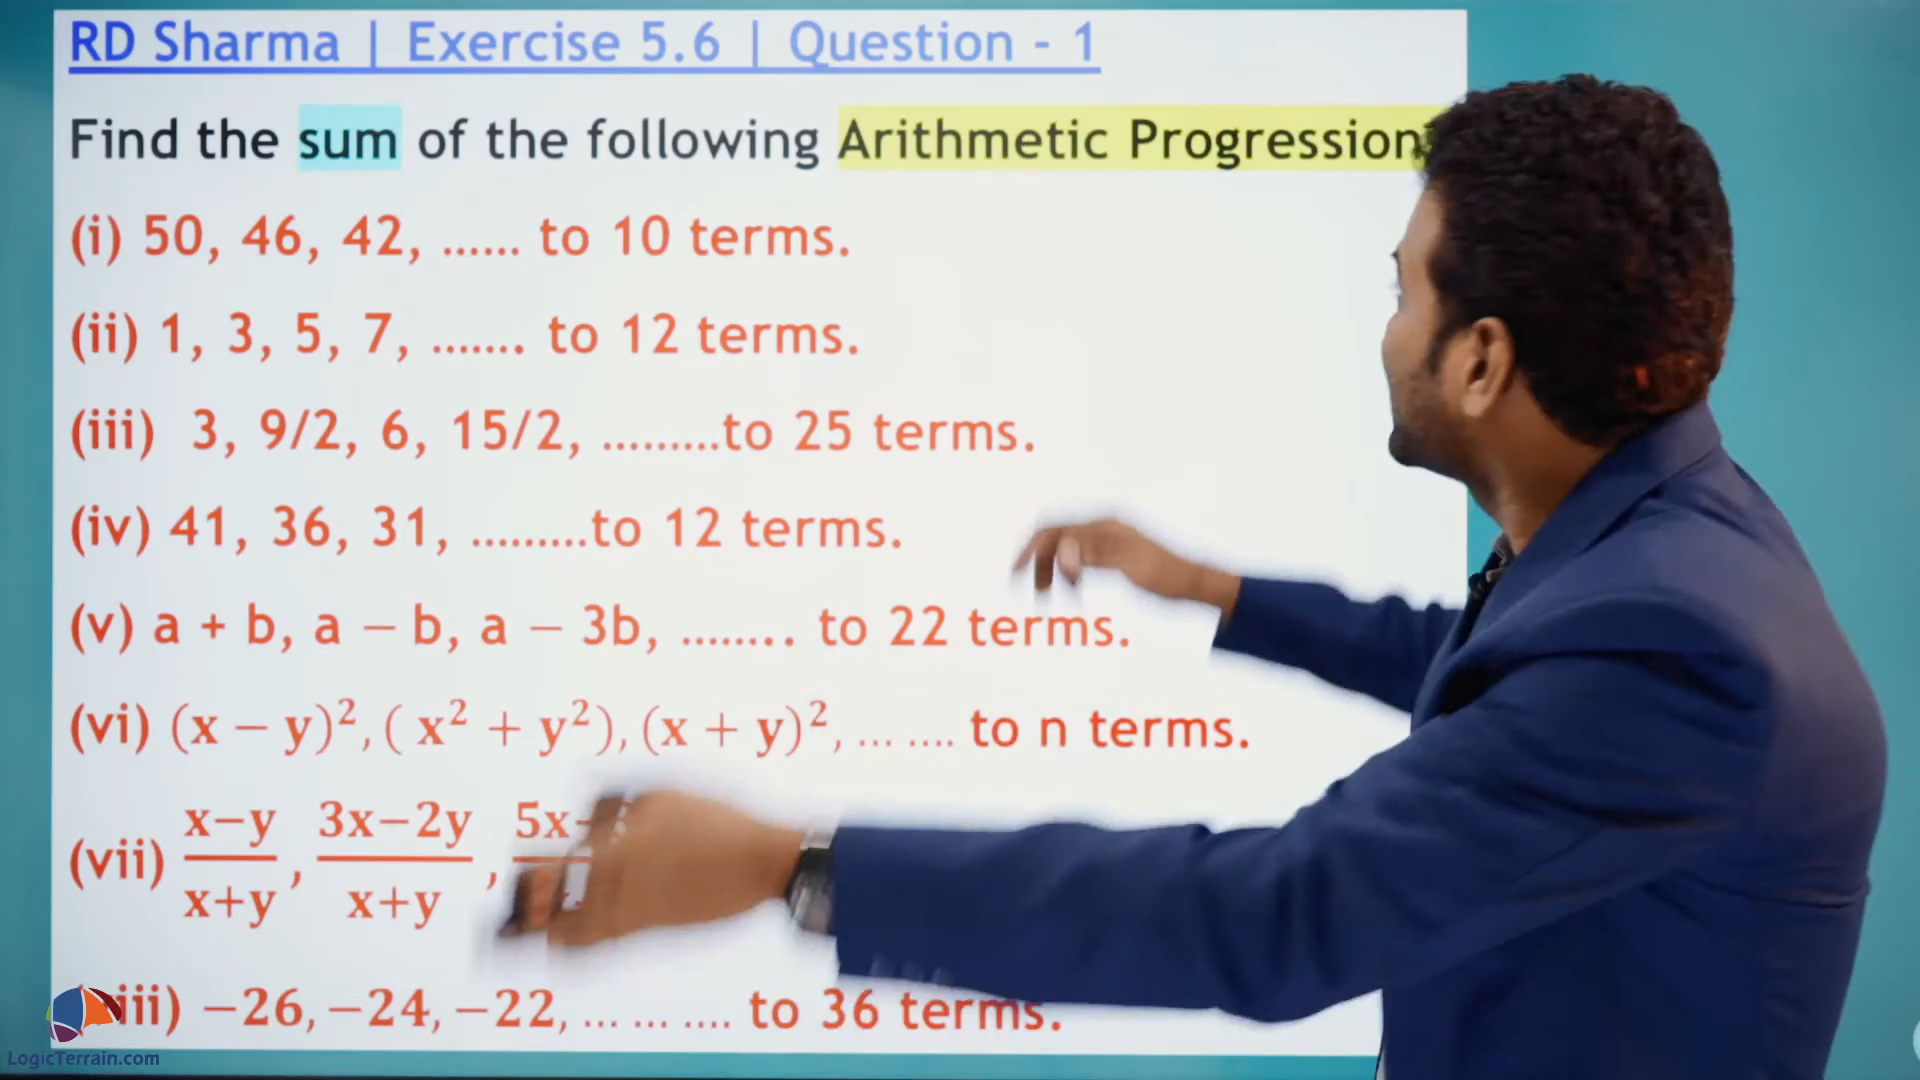 RD Sharma | Exercise 5.6 | Question - 1
Find the sum of the following Arithmetic Progression
(i) 50, 46, 42, ...... to 10 terms.
(ii) 1, 3, 5, 7, ....... to 12 terms.
(iii) 3, 9/2, 6, 15/2, .........to 25 terms.
(iv) 41, 36, 31, .........to 12 terms.
(v) a + b, a − b, a − 3b, ........ to 22 terms.
(vi) (x − y)², ( x² + y²), (x + y)², ... .... to n terms.
(vii) x−y/x+y, 3x−2y/x+y, 5x-
iii) −26, −24, −22, ... ... .... to 36 terms.
LogicTerrain.com